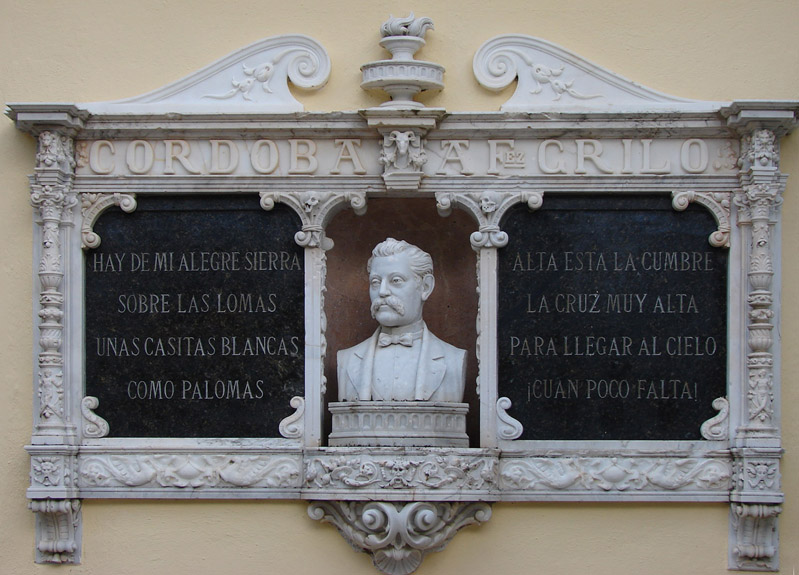 CORDOBA A FEZ GRILO
HAY DE MI ALEGRE SIERRA
SOBRE LAS LOMAS
UNAS CASITAS BLANCAS
COMO PALOMAS
ALTA ESTA LA CUMBRE
LA CRUZ MUY ALTA
PARA LLEGAR AL CIELO
¡CUAN POCO FALTA!